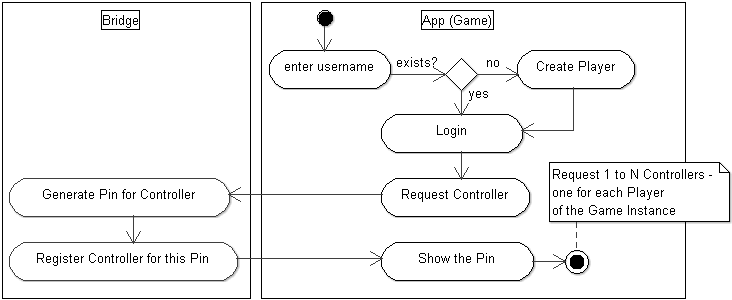 Bridge
App (Game)
enter username
exists?
no
Create Player
yes
Login
Generate Pin for Controller
Request Controller
Request 1 to N Controllers -
one for each Player
of the Game Instance
Register Controller for this Pin
Show the Pin